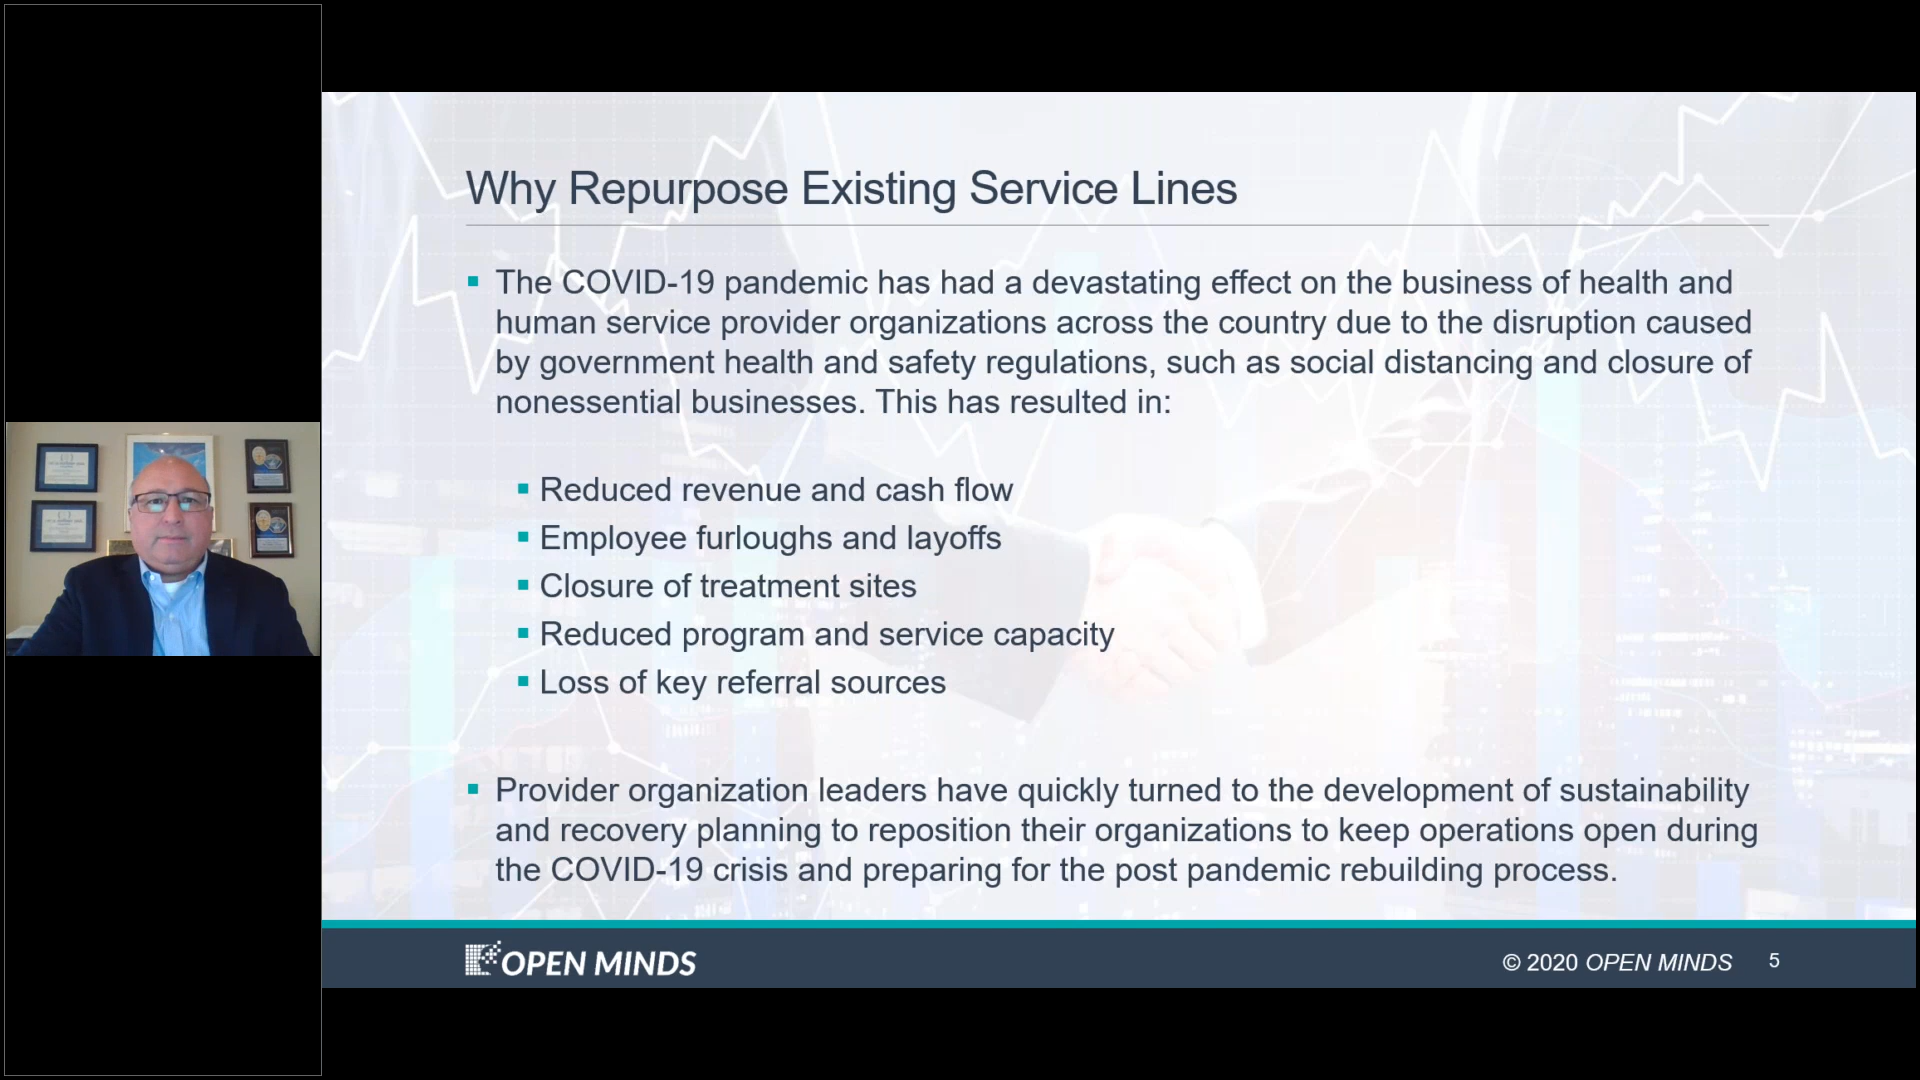 Why Repurpose Existing Service Lines
▪ The COVID-19 pandemic has had a devastating effect on the business of health and
human service provider organizations across the country due to the disruption caused
by government health and safety regulations, such as social distancing and closure of
nonessential businesses. This has resulted in:
▪ Reduced revenue and cash flow
▪ Employee furloughs and layoffs
▪ Closure of treatment sites
▪ Reduced program and service capacity
▪ Loss of key referral sources
▪ Provider organization leaders have quickly turned to the development of sustainability
and recovery planning to reposition their organizations to keep operations open during
the COVID-19 crisis and preparing for the post pandemic rebuilding process.
OPEN MINDS
© 2020 OPEN MINDS 5